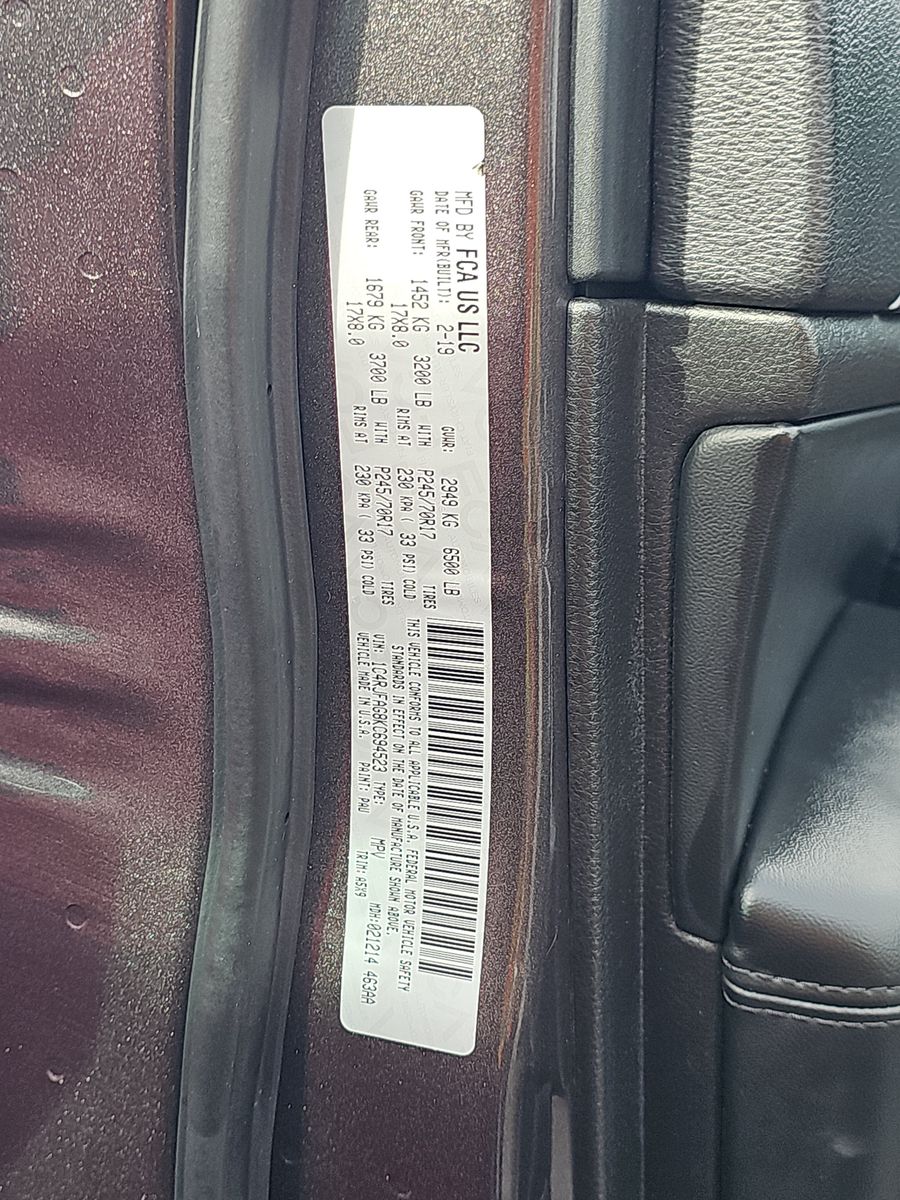 MFD BY FCA US LLC
DATE OF MFR(BUILT): 2-19 GVWR: 2949 KG 6500 LB
GAWR FRONT: 1452 KG 3200 LB WITH P245/70R17 TIRES
17X8.0 RIMS AT 230 KPA ( 33 PSI) COLD
GAWR REAR: 1679 KG 3700 LB WITH P245/70R17 TIRES
17X8.0 RIMS AT 230 KPA ( 33 PSI) COLD
THIS VEHICLE CONFORMS TO ALL APPLICABLE U.S.A. FEDERAL MOTOR VEHICLE SAFETY
STANDARDS IN EFFECT ON THE DATE OF MANUFACTURE SHOWN ABOVE.
VIN: 1C4RJFAG8KC694523 TYPE: MPV MDH:021214 463AA
VEHICLE MADE IN U.S.A. PAINT: PAU TRIM: A5X9